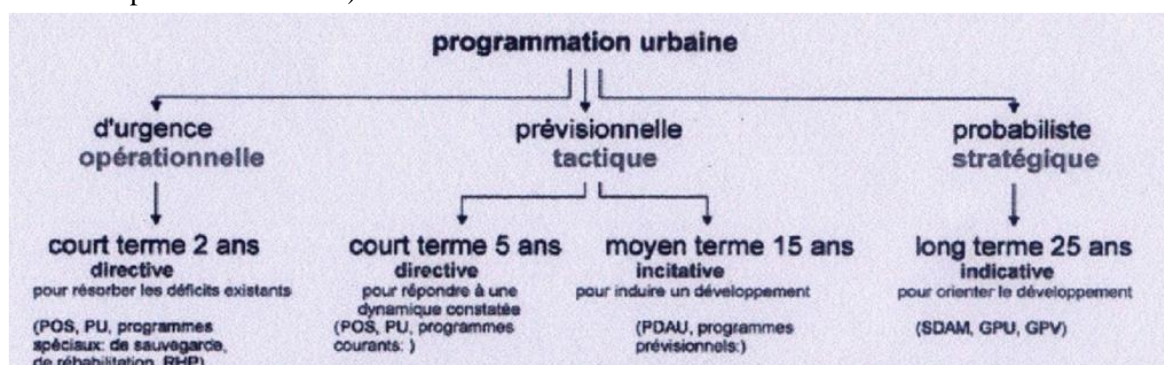 programmation urbaine
d'urgence
opérationnelle
court terme 2 ans
directive
pour résorber les déficits existants
(POS, PU, programmes
spéciaux: de sauvegarde,
de réhabilitation, RHP)
prévisionnelle
tactique
court terme 5 ans
directive
pour répondre à une
dynamique constatée
(POS, PU, programmes
courants: )
moyen terme 15 ans
incitative
pour induire un développement
(PDAU, programmes
prévisionnels:)
probabiliste
stratégique
long terme 25 ans
indicative
pour orienter le développement
(SDAM, GPU, GPV)